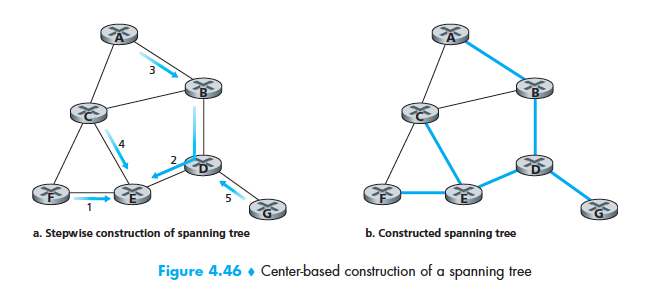 A
A
3
B
B
C
C
4
2
D
D
F
1
E
5
G
F
E
G
a. Stepwise construction of spanning tree
b. Constructed spanning tree
Figure 4.46 ♦ Center-based construction of a spanning tree